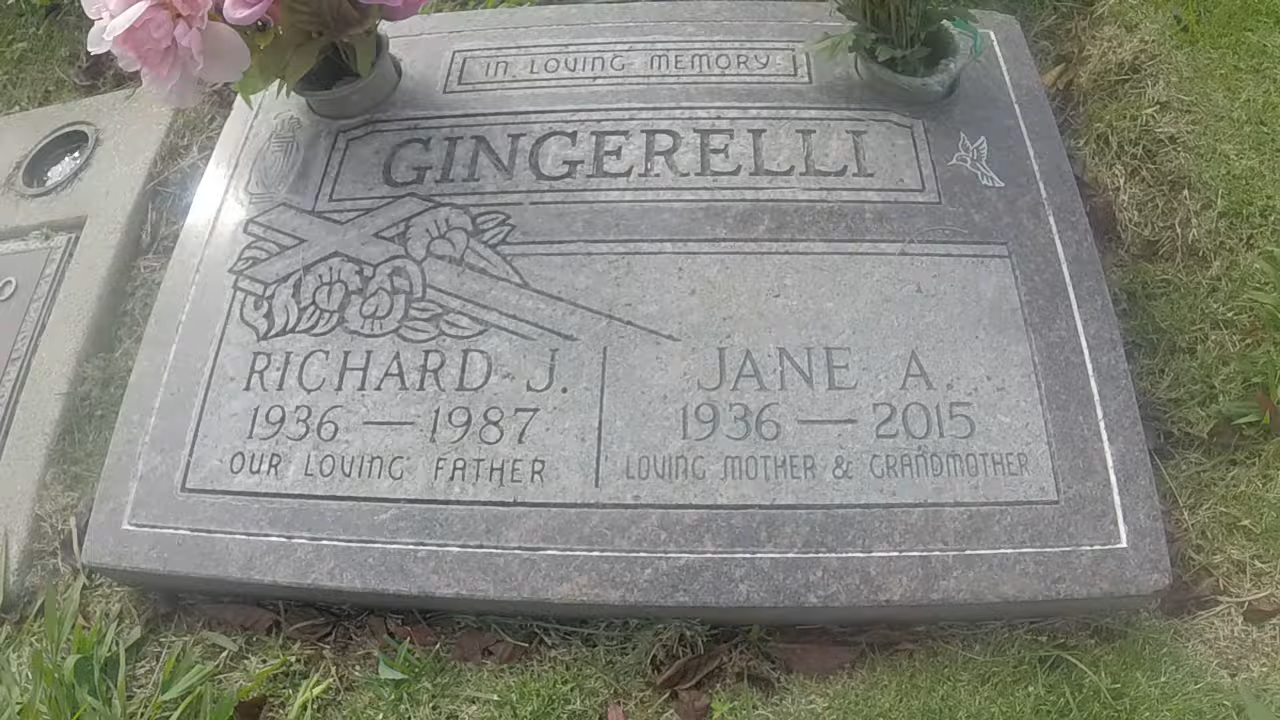 IN LOVING MEMORY
GINGERELLI
RICHARD J.
1936 — 1987
OUR LOVING FATHER
JANE A.
1936 — 2015
LOVING MOTHER & GRANDMOTHER